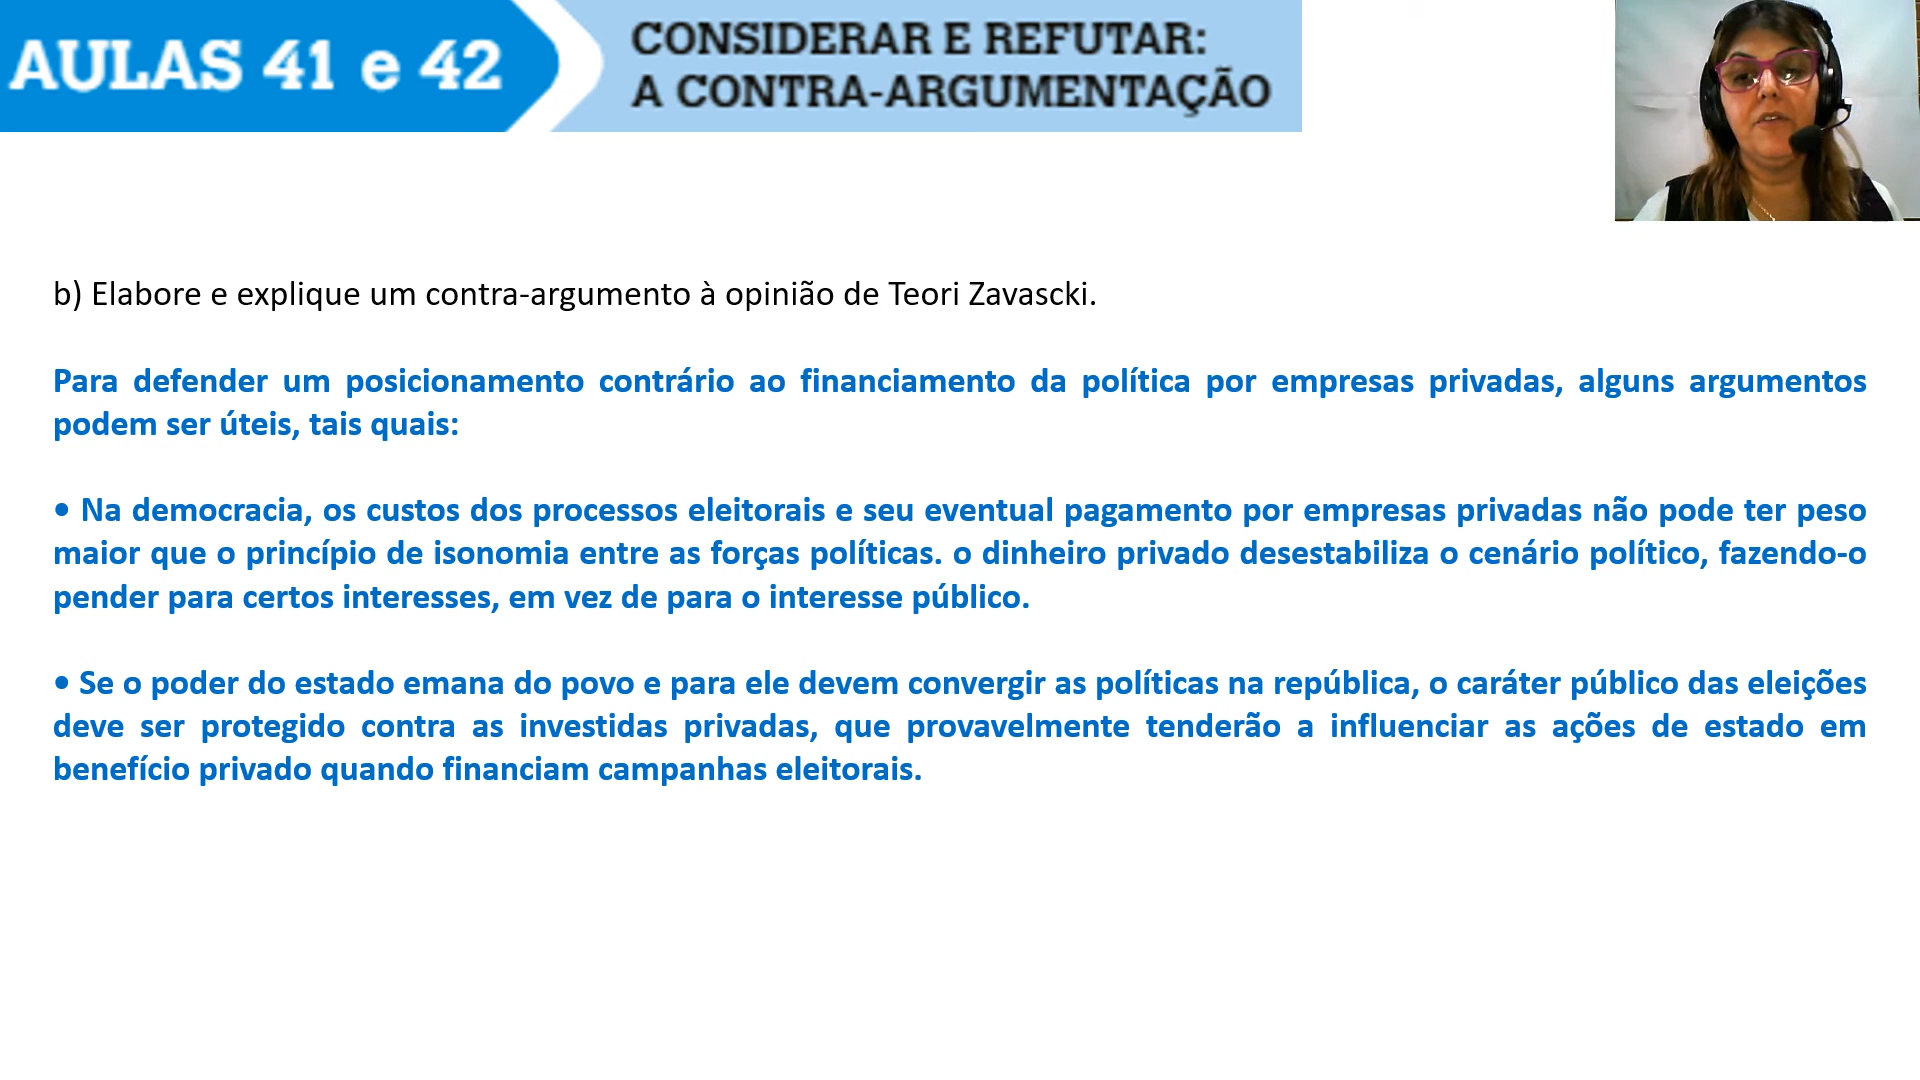 AULAS 41 e 42
CONSIDERAR E REFUTAR:
A CONTRA-ARGUMENTAÇÃO
b) Elabore e explique um contra-argumento à opinião de Teori Zavascki.
Para defender um posicionamento contrário ao financiamento da política por empresas privadas, alguns argumentos
podem ser úteis, tais quais:
• Na democracia, os custos dos processos eleitorais e seu eventual pagamento por empresas privadas não pode ter peso
maior que o princípio de isonomia entre as forças políticas. o dinheiro privado desestabiliza o cenário político, fazendo-o
pender para certos interesses, em vez de para o interesse público.
• Se o poder do estado emana do povo e para ele devem convergir as políticas na república, o caráter público das eleições
deve ser protegido contra as investidas privadas, que provavelmente tenderão a influenciar as ações de estado em
benefício privado quando financiam campanhas eleitorais.